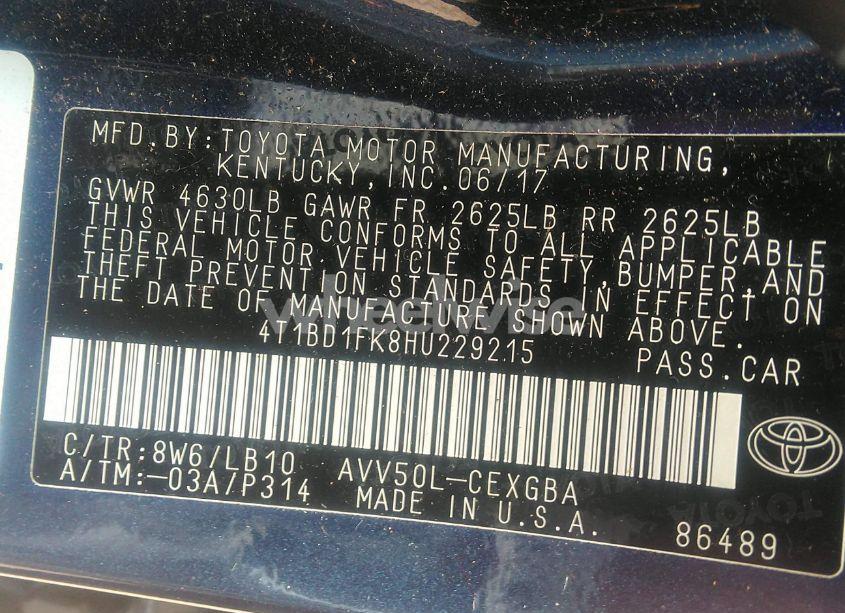 MFD. BY: TOYOTA MOTOR MANUFACTURING,
KENTUCKY, INC. 06/17
GVWR 4630LB GAWR FR 2625LB RR 2625LB
THIS VEHICLE CONFORMS TO ALL APPLICABLE
FEDERAL MOTOR VEHICLE SAFETY, BUMPER, AND
THEFT PREVENTION STANDARDS IN EFFECT ON
THE DATE OF MANUFACTURE SHOWN ABOVE.
4T1BD1FK8HU229215 PASS. CAR
C/TR: 8W6/LB10 AVV50L-CEXGBA
A/TM: -03A/P314 MADE IN U.S.A.
86489